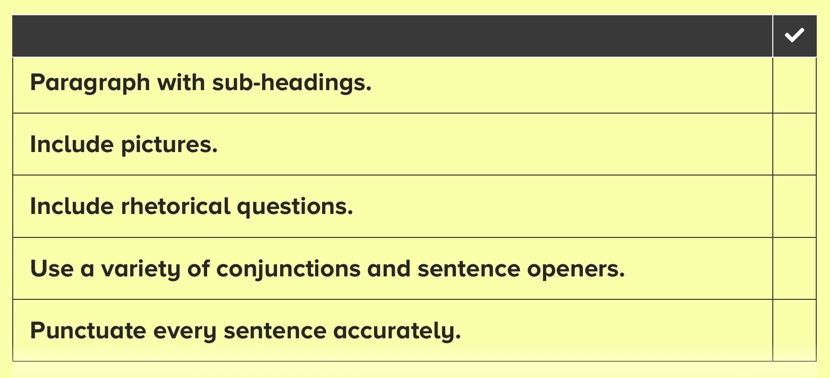 Paragraph with sub-headings.
Include pictures.
Include rhetorical questions.
Use a variety of conjunctions and sentence openers.
Punctuate every sentence accurately.